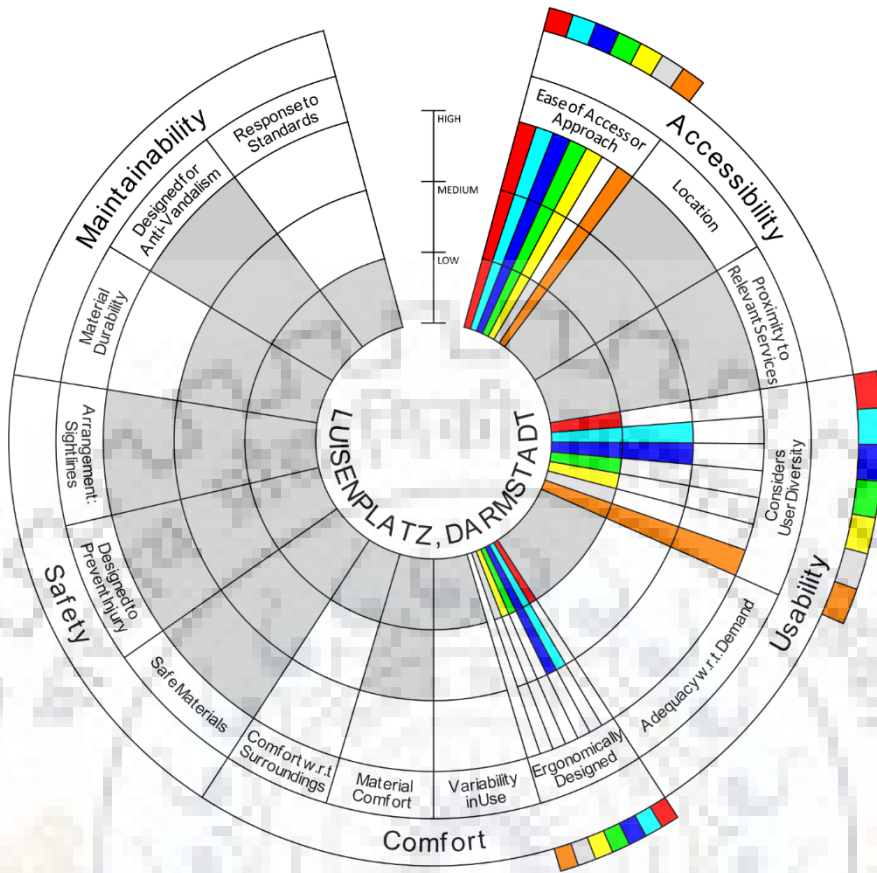 HIGH
MEDIUM
LOW
Accessibility
Ease of Access or
Approach
Location
Proximity to
Relevant Services
Usability
Considers
User Diversity
Adequacy w.r.t. Demand
Comfort
Ergonomically
Designed
Variability
in Use
Material
Comfort
Comfort w.r.t
Surroundings
Safety
Safe Materials
Designed to
Prevent Injury
Arrangement:
Sightlines
Maintainability
Material
Durability
Designed for
Anti-Vandalism
Response to
Standards
LUISENPLATZ, DARMSTADT